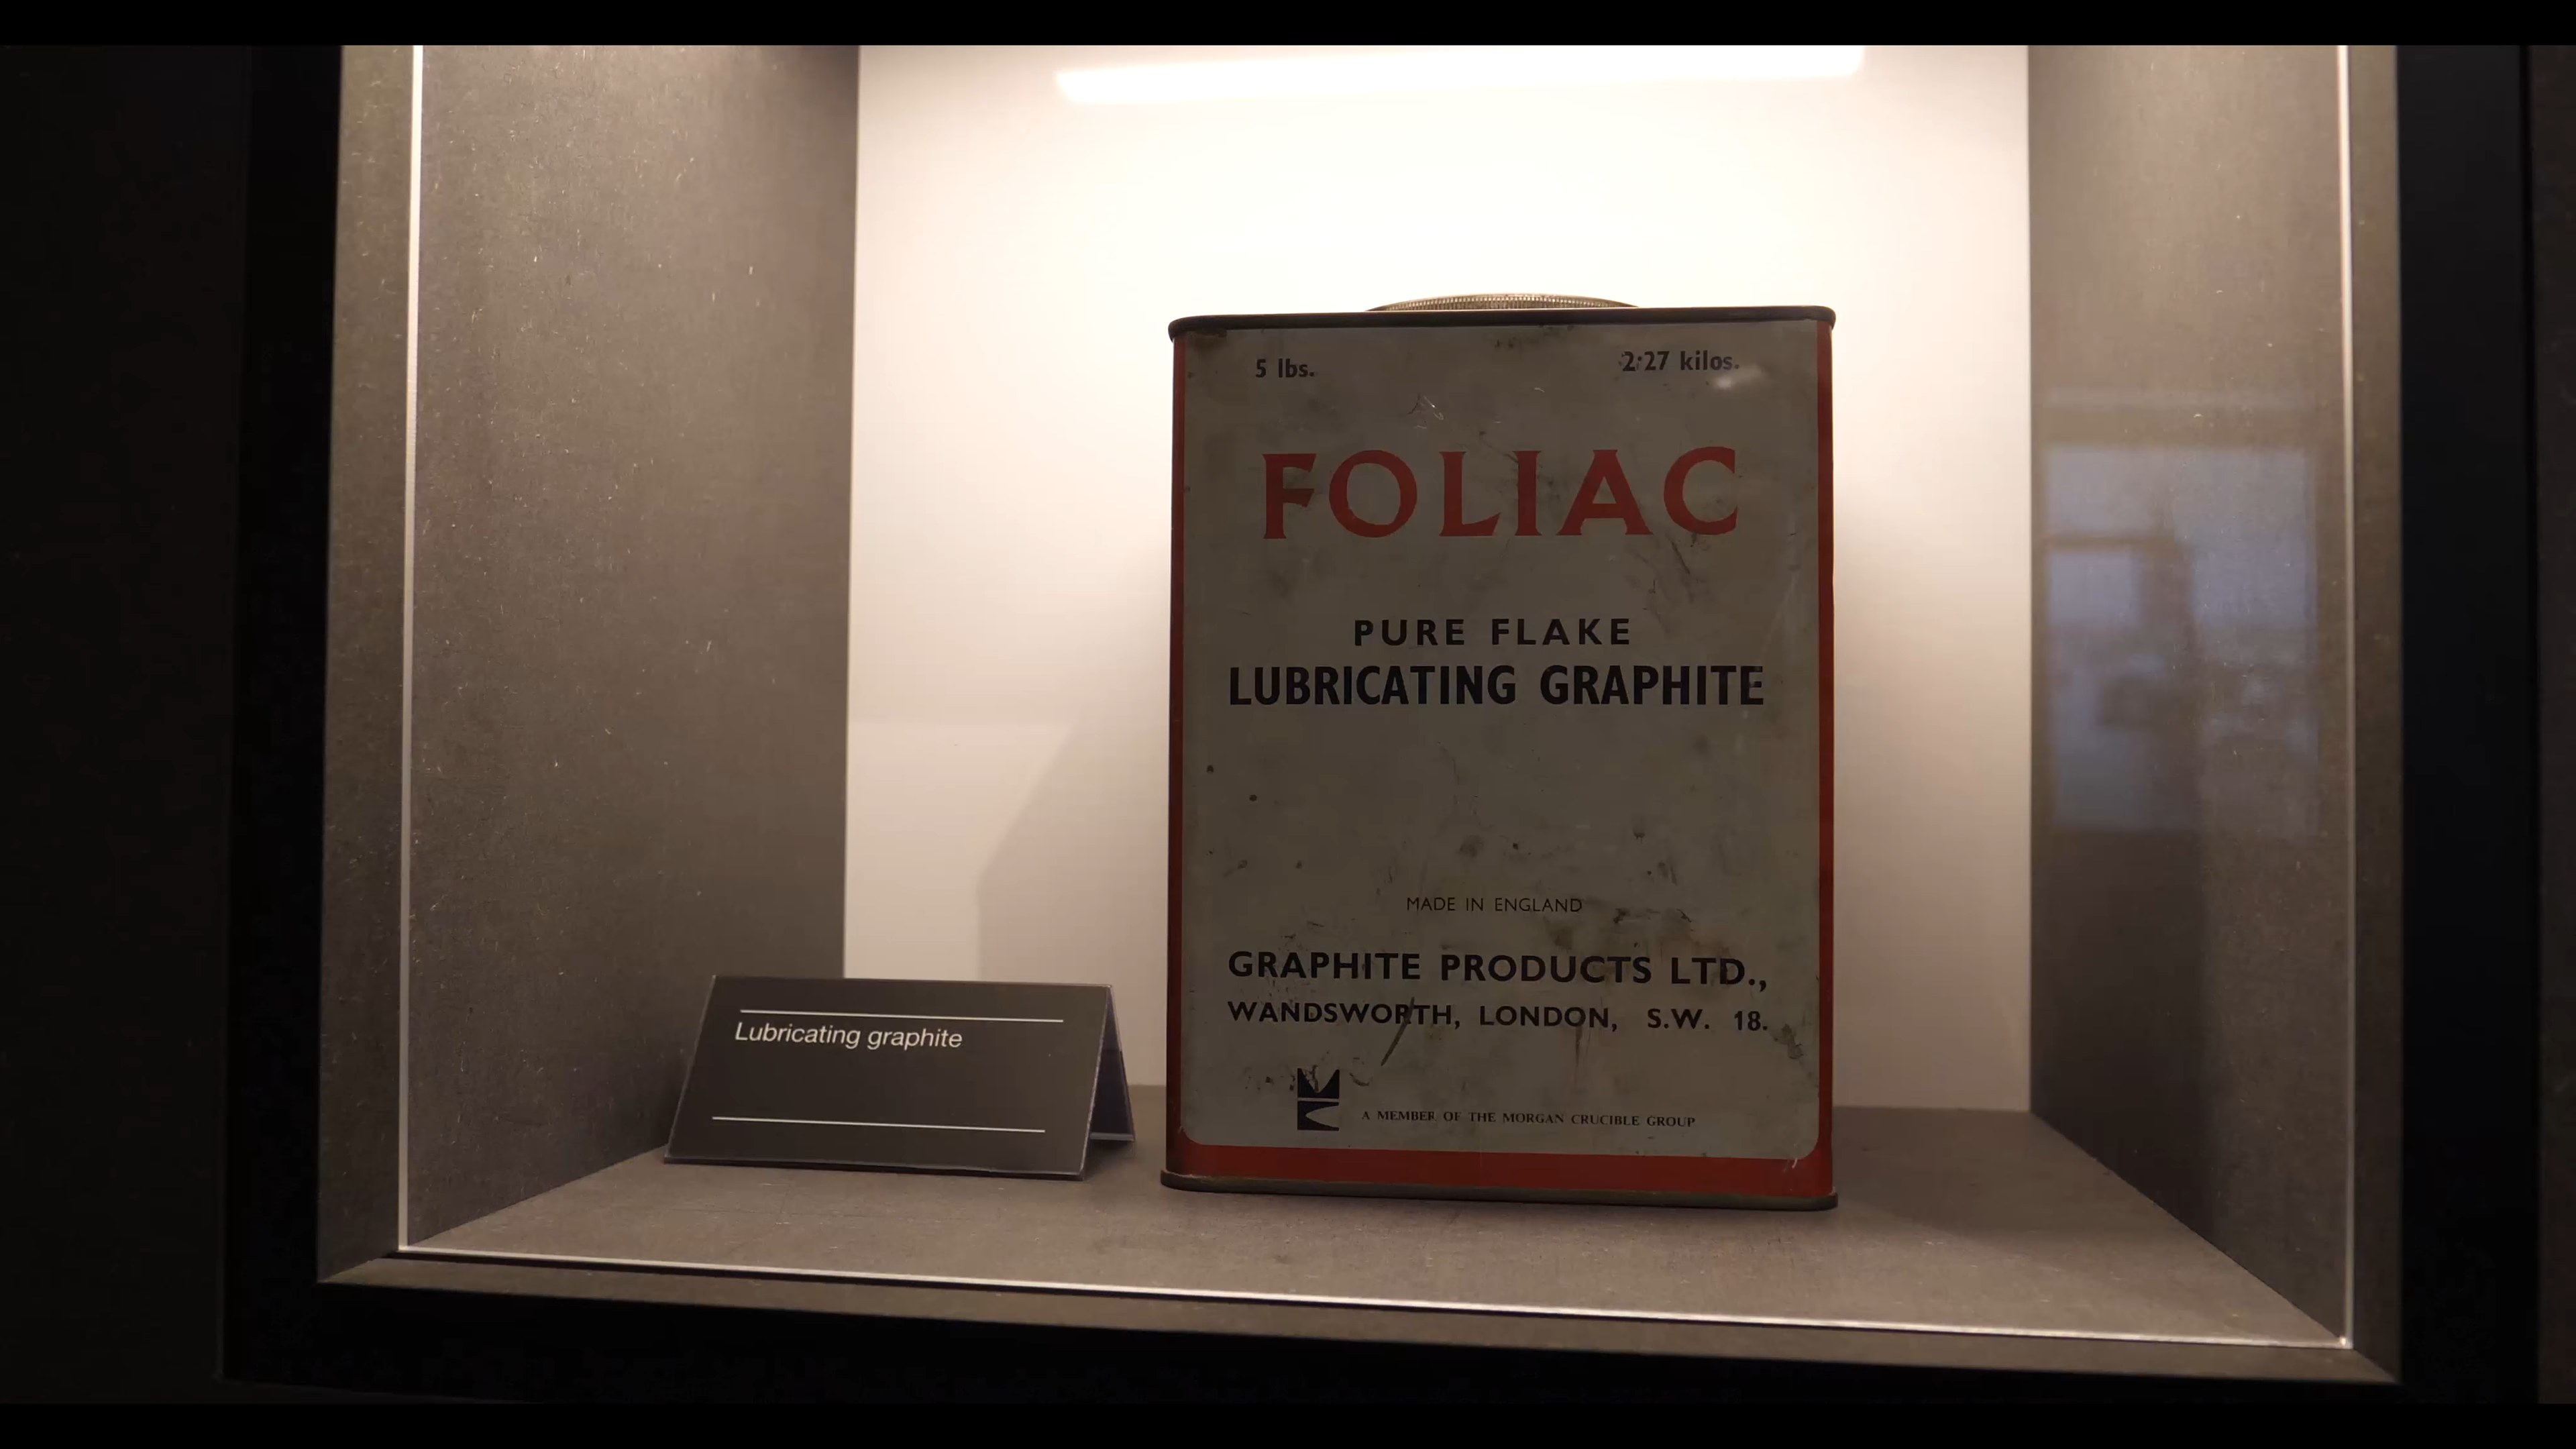 5 lbs. 2·27 kilos.
FOLIAC
PURE FLAKE
LUBRICATING GRAPHITE
MADE IN ENGLAND
GRAPHITE PRODUCTS LTD.,
WANDSWORTH, LONDON, S.W. 18.
A MEMBER OF THE MORGAN CRUCIBLE GROUP
Lubricating graphite